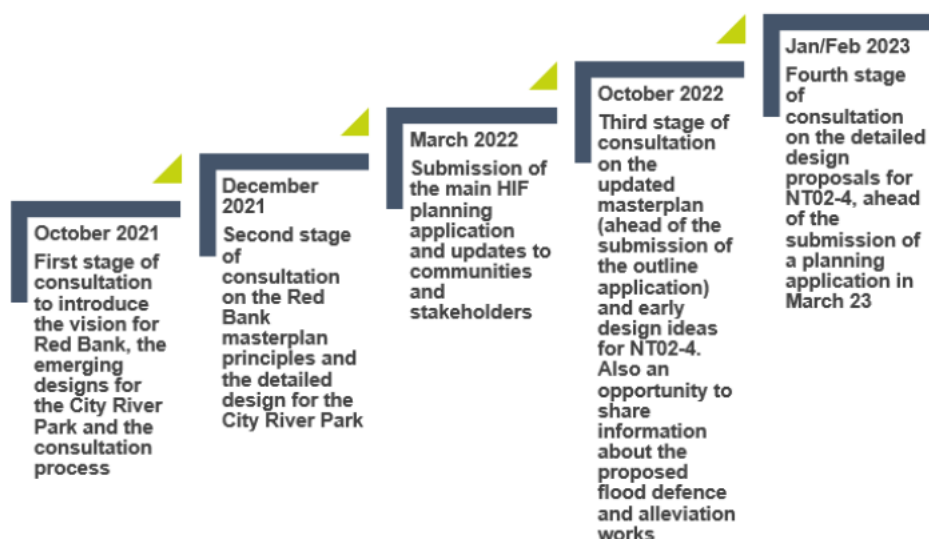 October 2021
First stage of
consultation
to introduce
the vision for
Red Bank, the
emerging
designs for
the City River
Park and the
consultation
process
December
2021
Second stage
of
consultation
on the Red
Bank
masterplan
principles and
the detailed
design for the
City River Park
March 2022
Submission of
the main HIF
planning
application
and updates to
communities
and
stakeholders
October 2022
Third stage of
consultation
on the
updated
masterplan
(ahead of the
submission of
the outline
application)
and early
design ideas
for NT02-4.
Also an
opportunity to
share
information
about the
proposed
flood defence
and alleviation
works
Jan/Feb 2023
Fourth stage
of
consultation
on the detailed
design
proposals for
NT02-4, ahead
of the
submission of
a planning
application in
March 23